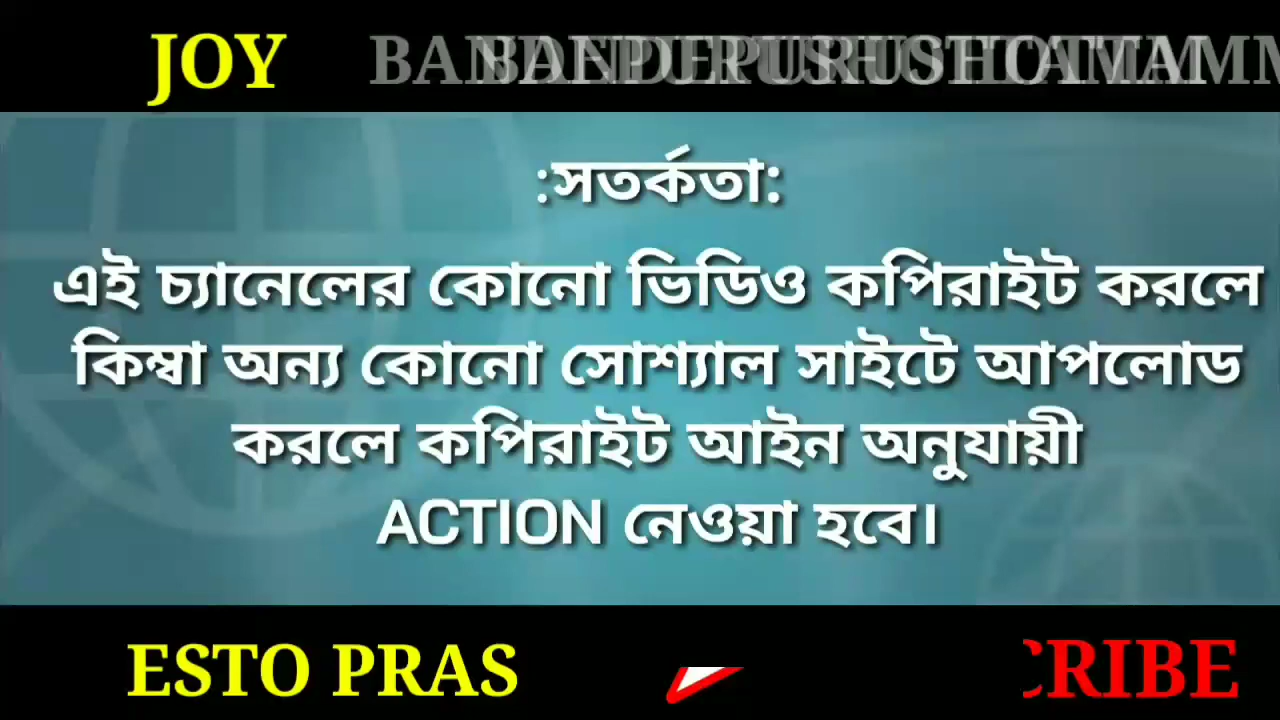 JOY
:সতর্কতা:
এই চ্যানেলের কোনো ভিডিও কপিরাইট করলে
কিম্বা অন্য কোনো সোশ্যাল সাইটে আপলোড
করলে কপিরাইট আইন অনুযায়ী
ACTION নেওয়া হবে।
ESTO PRAS CRIBE